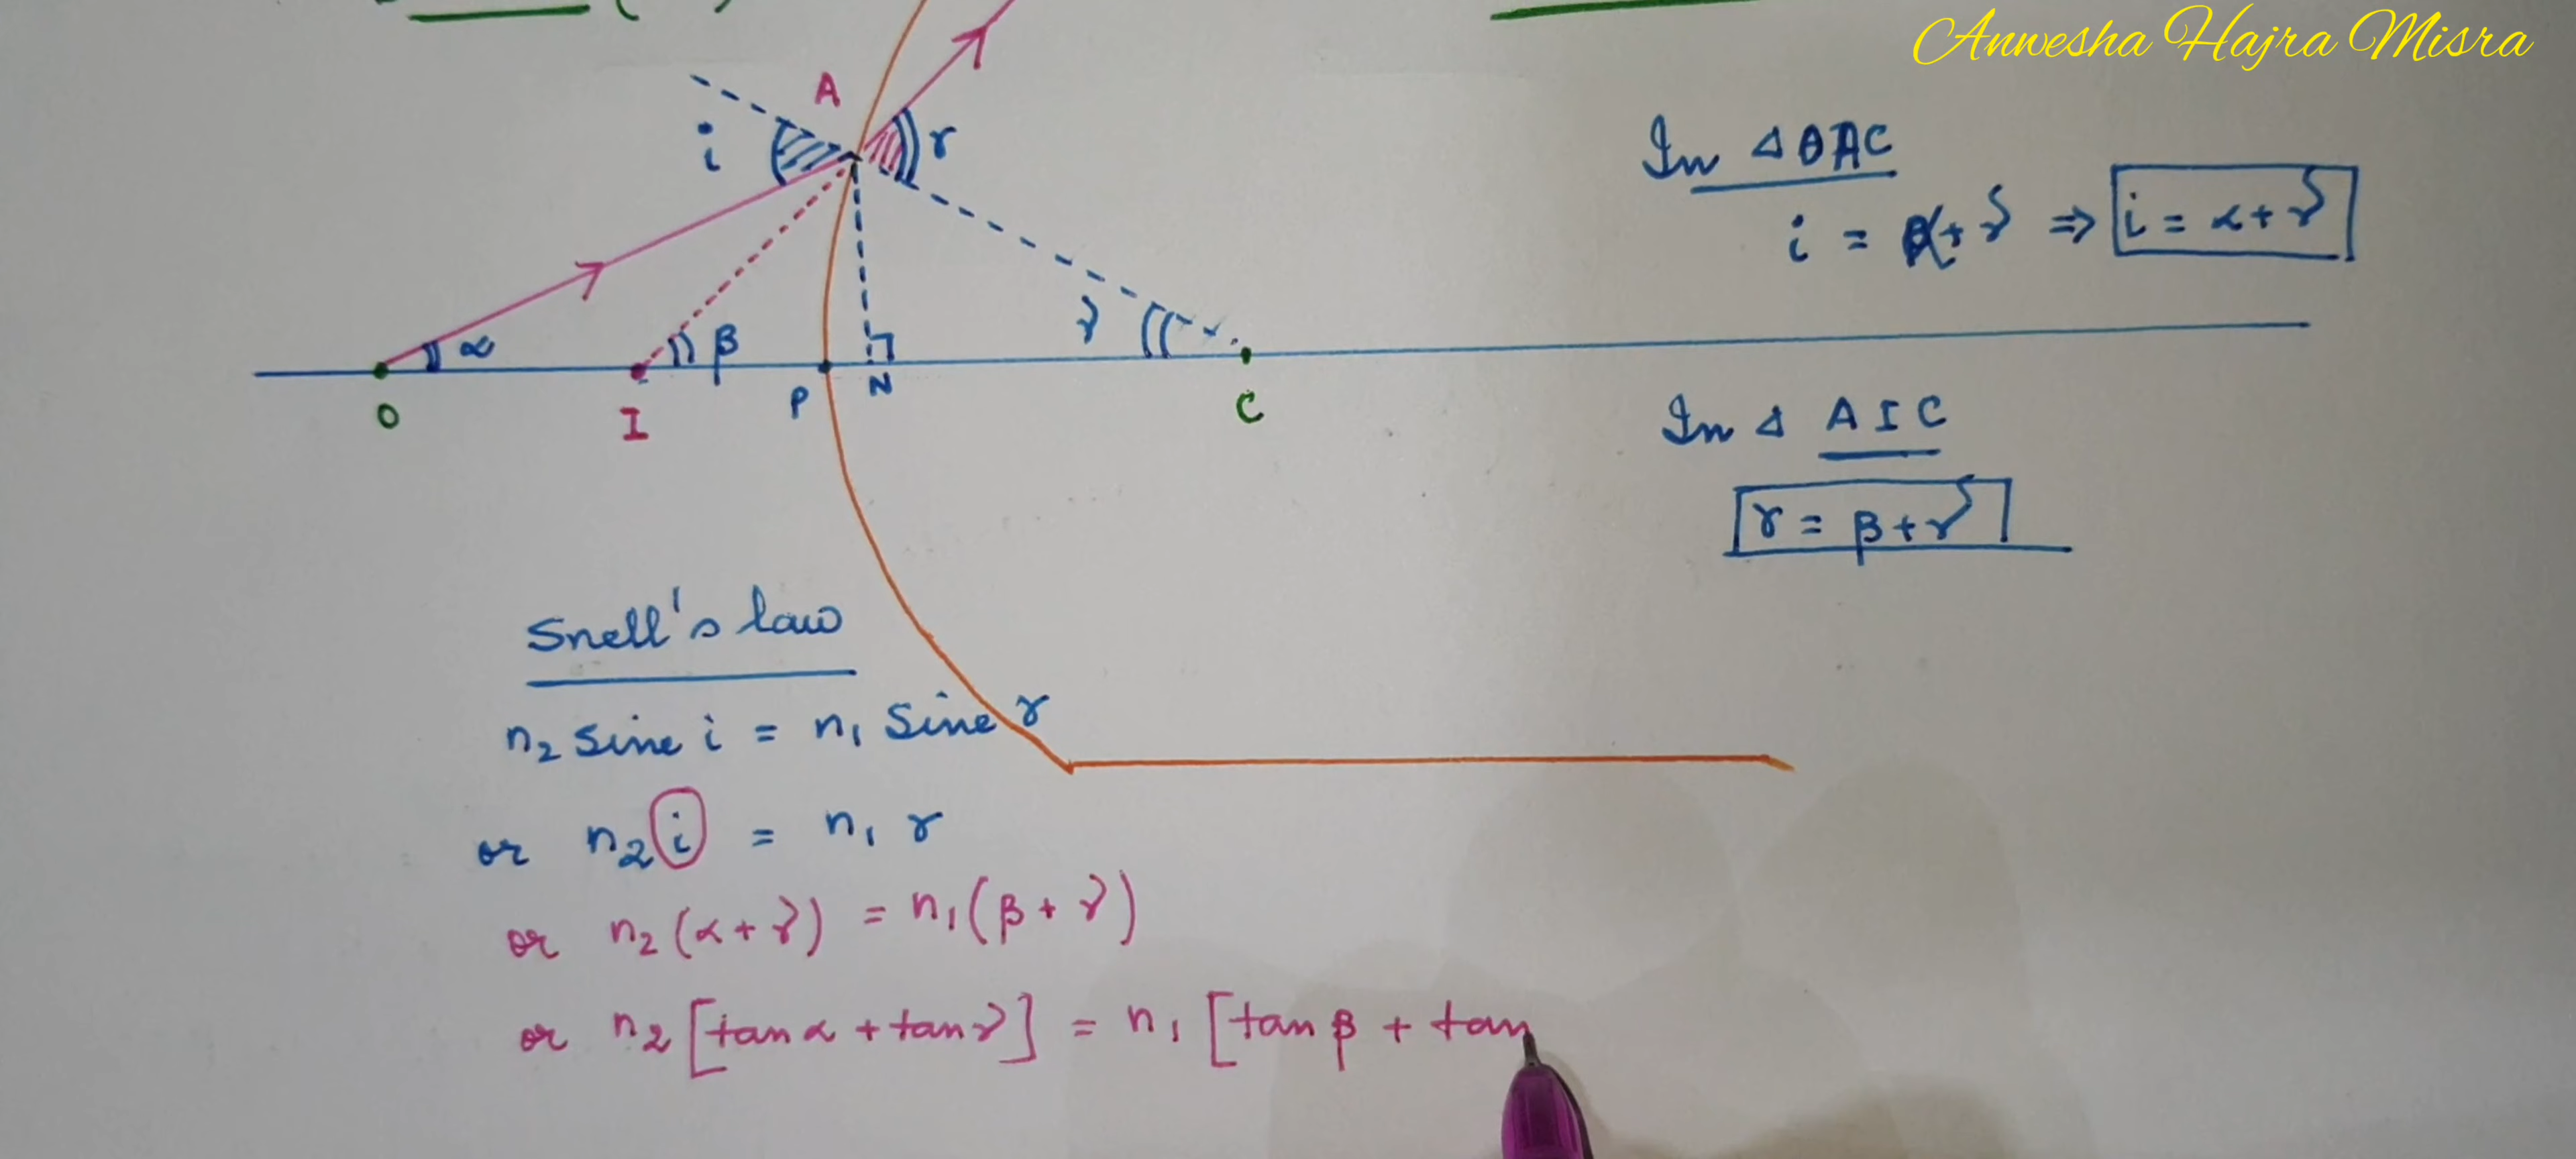 Anwesha Hajra Misra
A
i
r
α
β
γ
O
I
P
N
C
In Δ OAC
i = α + γ ⇒ i = α + γ
In Δ AIC
r = β + γ
Snell's law
n₂ sine i = n₁ sine r
or n₂ i = n₁ r
or n₂ (α + γ) = n₁ (β + γ)
or n₂ [tan α + tan γ] = n₁ [tan β + tan